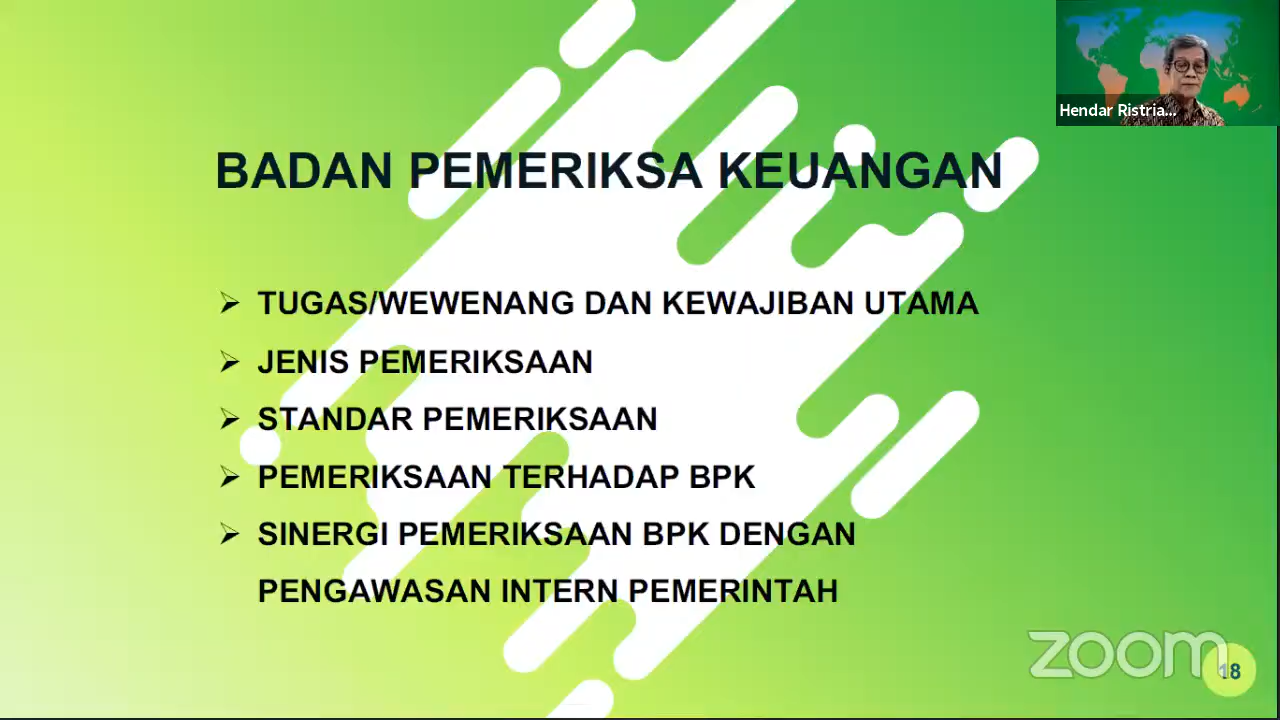 Hendar Ristria...
BADAN PEMERIKSA KEUANGAN
➢ TUGAS/WEWENANG DAN KEWAJIBAN UTAMA
➢ JENIS PEMERIKSAAN
➢ STANDAR PEMERIKSAAN
➢ PEMERIKSAAN TERHADAP BPK
➢ SINERGI PEMERIKSAAN BPK DENGAN
PENGAWASAN INTERN PEMERINTAH
zoom
18